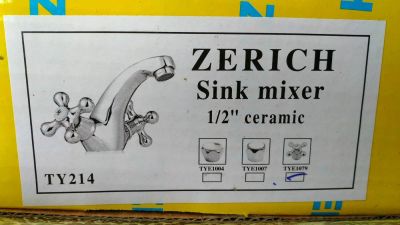 ZERICH
Sink mixer
1/2" ceramic
TYE1004 TYE1007 TYE1079
TY214